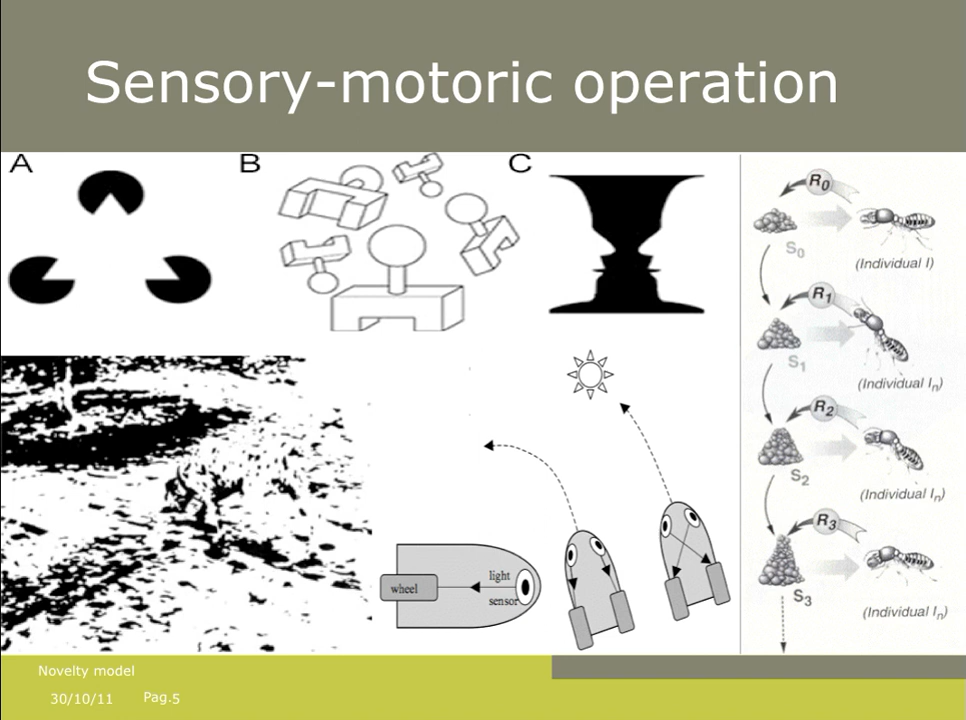 Sensory-motoric operation
A
B
C
R0
S0
(Individual I)
R1
S1
(Individual In)
R2
S2
(Individual In)
R3
S3
(Individual In)
wheel
light
sensor
Novelty model
30/10/11 Pag.5